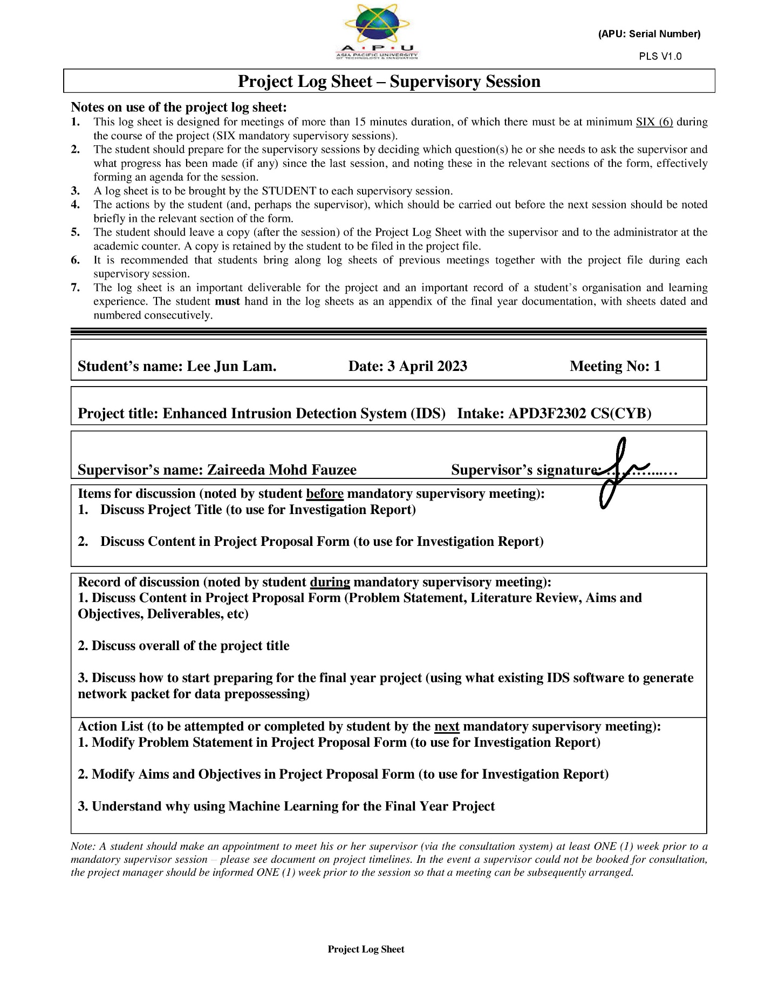 A • P • U
ASIA PACIFIC UNIVERSITY
OF TECHNOLOGY & INNOVATION
(APU: Serial Number)
PLS V1.0
Project Log Sheet – Supervisory Session
Notes on use of the project log sheet:
1. This log sheet is designed for meetings of more than 15 minutes duration, of which there must be at minimum SIX (6) during
the course of the project (SIX mandatory supervisory sessions).
2. The student should prepare for the supervisory sessions by deciding which question(s) he or she needs to ask the supervisor and
what progress has been made (if any) since the last session, and noting these in the relevant sections of the form, effectively
forming an agenda for the session.
3. A log sheet is to be brought by the STUDENT to each supervisory session.
4. The actions by the student (and, perhaps the supervisor), which should be carried out before the next session should be noted
briefly in the relevant section of the form.
5. The student should leave a copy (after the session) of the Project Log Sheet with the supervisor and to the administrator at the
academic counter. A copy is retained by the student to be filed in the project file.
6. It is recommended that students bring along log sheets of previous meetings together with the project file during each
supervisory session.
7. The log sheet is an important deliverable for the project and an important record of a student’s organisation and learning
experience. The student must hand in the log sheets as an appendix of the final year documentation, with sheets dated and
numbered consecutively.
Student’s name: Lee Jun Lam. Date: 3 April 2023 Meeting No: 1
Project title: Enhanced Intrusion Detection System (IDS) Intake: APD3F2302 CS(CYB)
Supervisor’s name: Zaireeda Mohd Fauzee Supervisor’s signature: ………...…
Items for discussion (noted by student before mandatory supervisory meeting):
1. Discuss Project Title (to use for Investigation Report)
2. Discuss Content in Project Proposal Form (to use for Investigation Report)
Record of discussion (noted by student during mandatory supervisory meeting):
1. Discuss Content in Project Proposal Form (Problem Statement, Literature Review, Aims and
Objectives, Deliverables, etc)
2. Discuss overall of the project title
3. Discuss how to start preparing for the final year project (using what existing IDS software to generate
network packet for data prepossessing)
Action List (to be attempted or completed by student by the next mandatory supervisory meeting):
1. Modify Problem Statement in Project Proposal Form (to use for Investigation Report)
2. Modify Aims and Objectives in Project Proposal Form (to use for Investigation Report)
3. Understand why using Machine Learning for the Final Year Project
Note: A student should make an appointment to meet his or her supervisor (via the consultation system) at least ONE (1) week prior to a
mandatory supervisor session – please see document on project timelines. In the event a supervisor could not be booked for consultation,
the project manager should be informed ONE (1) week prior to the session so that a meeting can be subsequently arranged.
Project Log Sheet